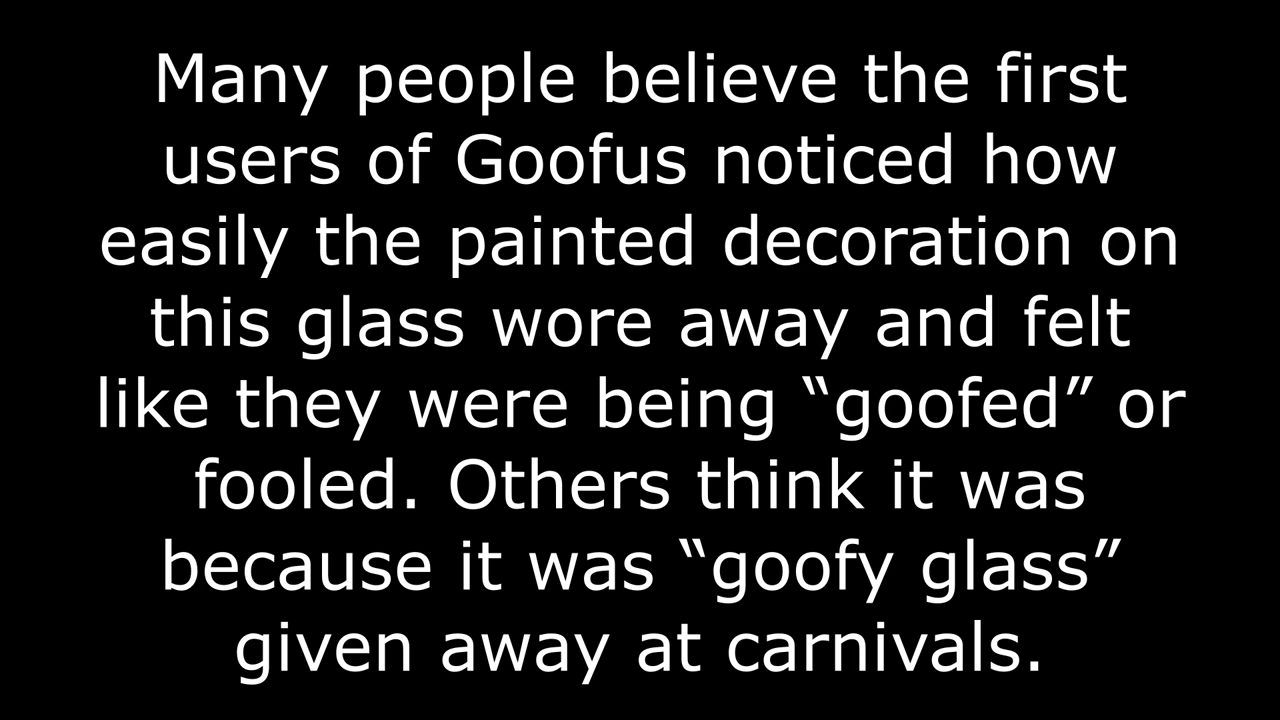 Many people believe the first
users of Goofus noticed how
easily the painted decoration on
this glass wore away and felt
like they were being “goofed” or
fooled. Others think it was
because it was “goofy glass”
given away at carnivals.